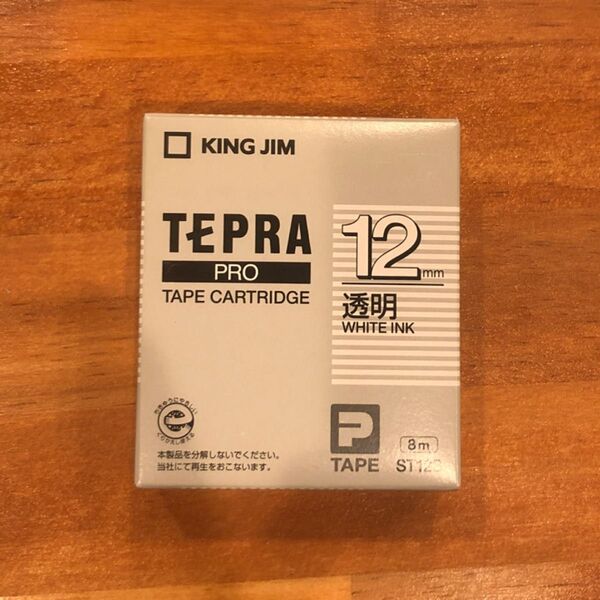 KING JIM
TEPRA
PRO
TAPE CARTRIDGE
12mm
透明
WHITE INK
本製品を分解しないでください。
当社にて再生をおこないます。
P
TAPE
8m